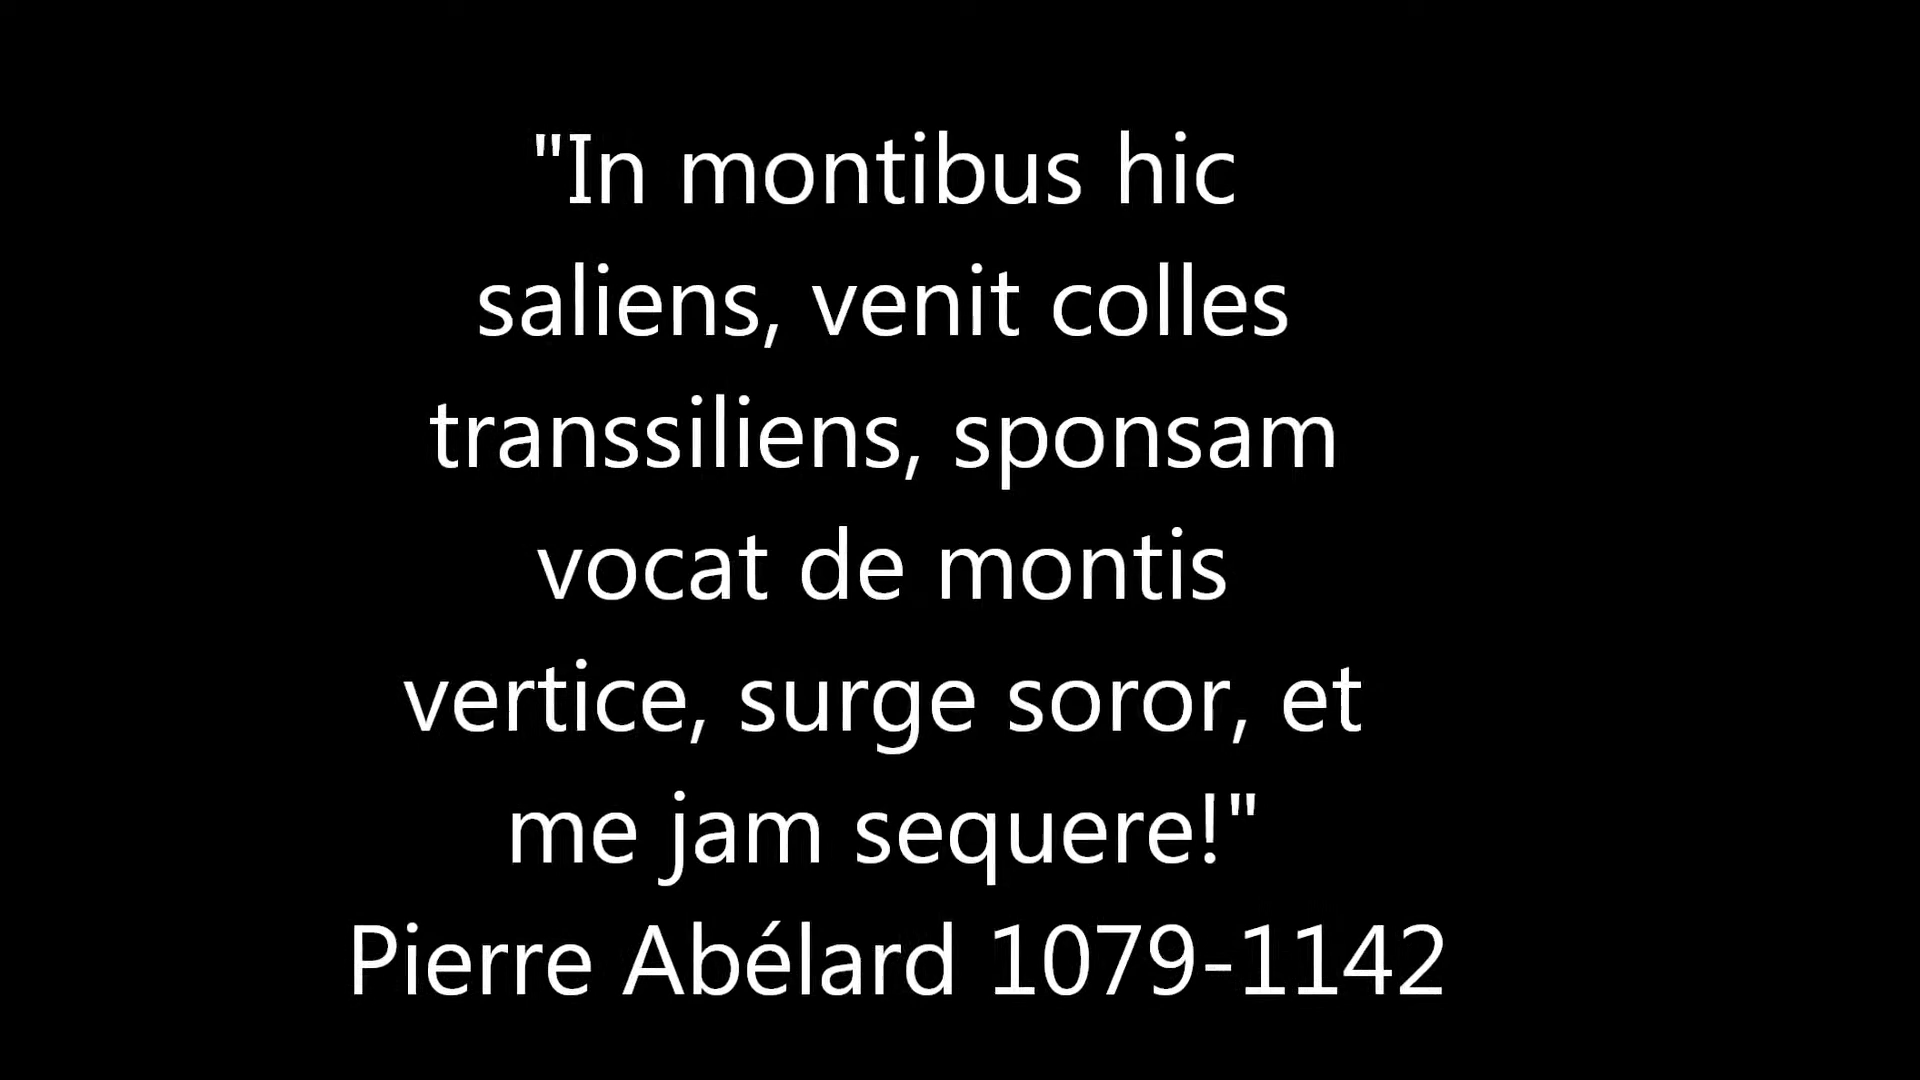 "In montibus hic
saliens, venit colles
transsiliens, sponsam
vocat de montis
vertice, surge soror, et
me jam sequere!"
Pierre Abélard 1079-1142